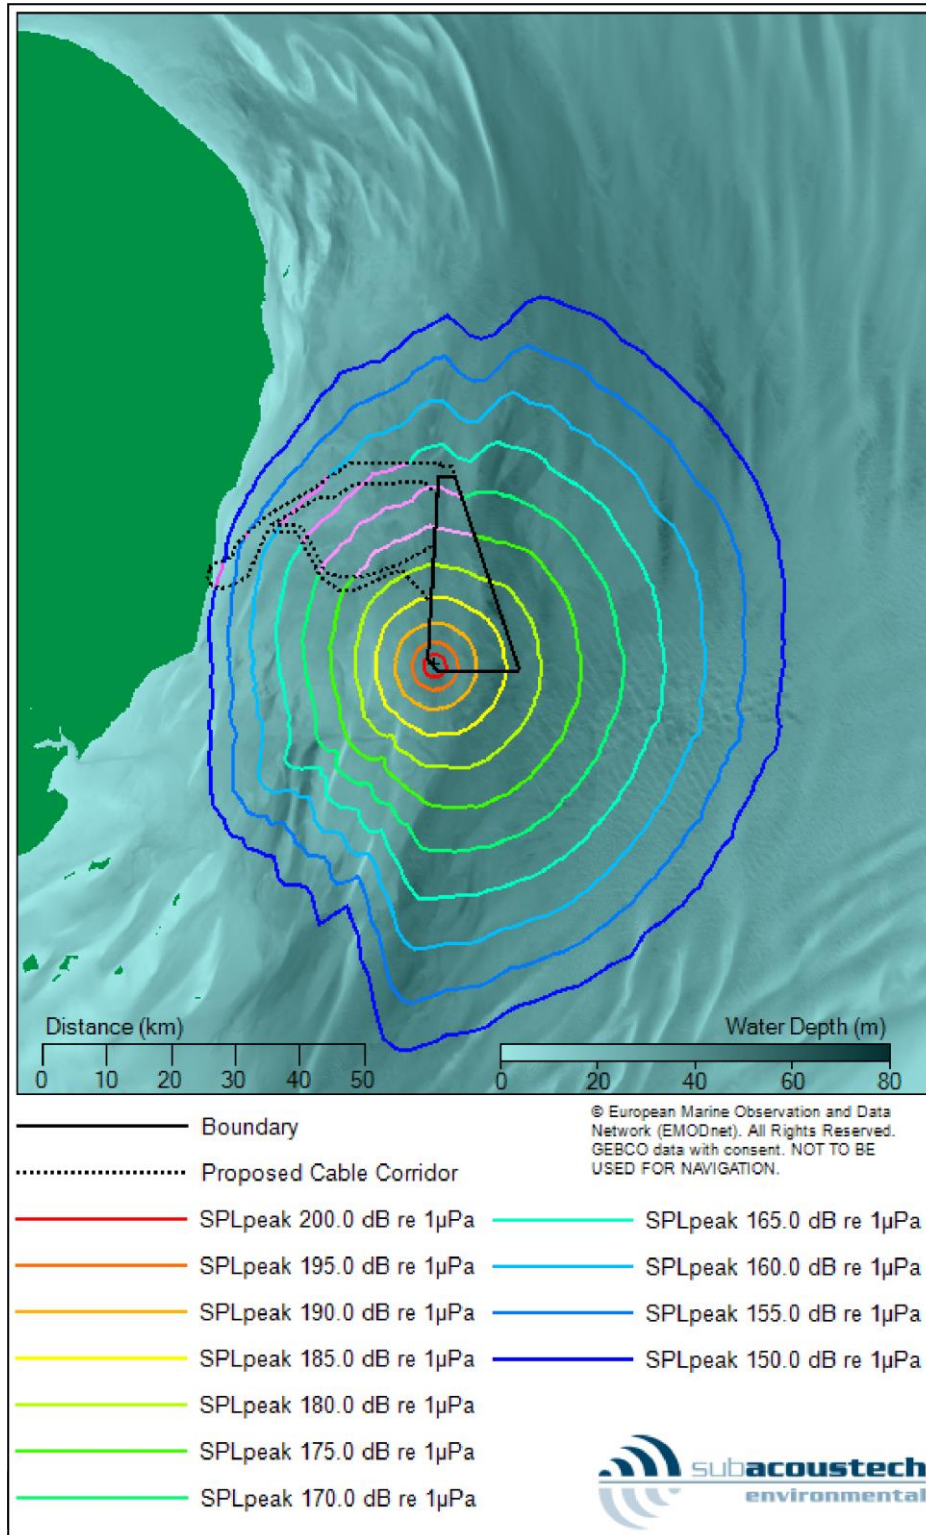 Distance (km)
0 10 20 30 40 50
Water Depth (m)
0 20 40 60 80
Boundary
Proposed Cable Corridor
© European Marine Observation and Data
Network (EMODnet). All Rights Reserved.
GEBCO data with consent. NOT TO BE
USED FOR NAVIGATION.
SPLpeak 200.0 dB re 1µPa
SPLpeak 195.0 dB re 1µPa
SPLpeak 190.0 dB re 1µPa
SPLpeak 185.0 dB re 1µPa
SPLpeak 180.0 dB re 1µPa
SPLpeak 175.0 dB re 1µPa
SPLpeak 170.0 dB re 1µPa
SPLpeak 165.0 dB re 1µPa
SPLpeak 160.0 dB re 1µPa
SPLpeak 155.0 dB re 1µPa
SPLpeak 150.0 dB re 1µPa
subacoustech
environmental